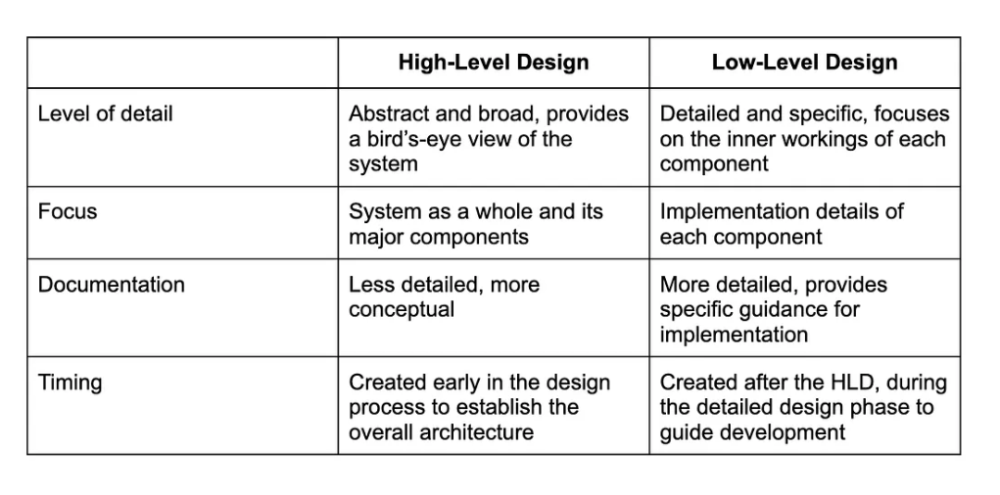 High-Level Design
Low-Level Design
Level of detail
Abstract and broad, provides
a bird’s-eye view of the
system
Detailed and specific, focuses
on the inner workings of each
component
Focus
System as a whole and its
major components
Implementation details of
each component
Documentation
Less detailed, more
conceptual
More detailed, provides
specific guidance for
implementation
Timing
Created early in the design
process to establish the
overall architecture
Created after the HLD, during
the detailed design phase to
guide development